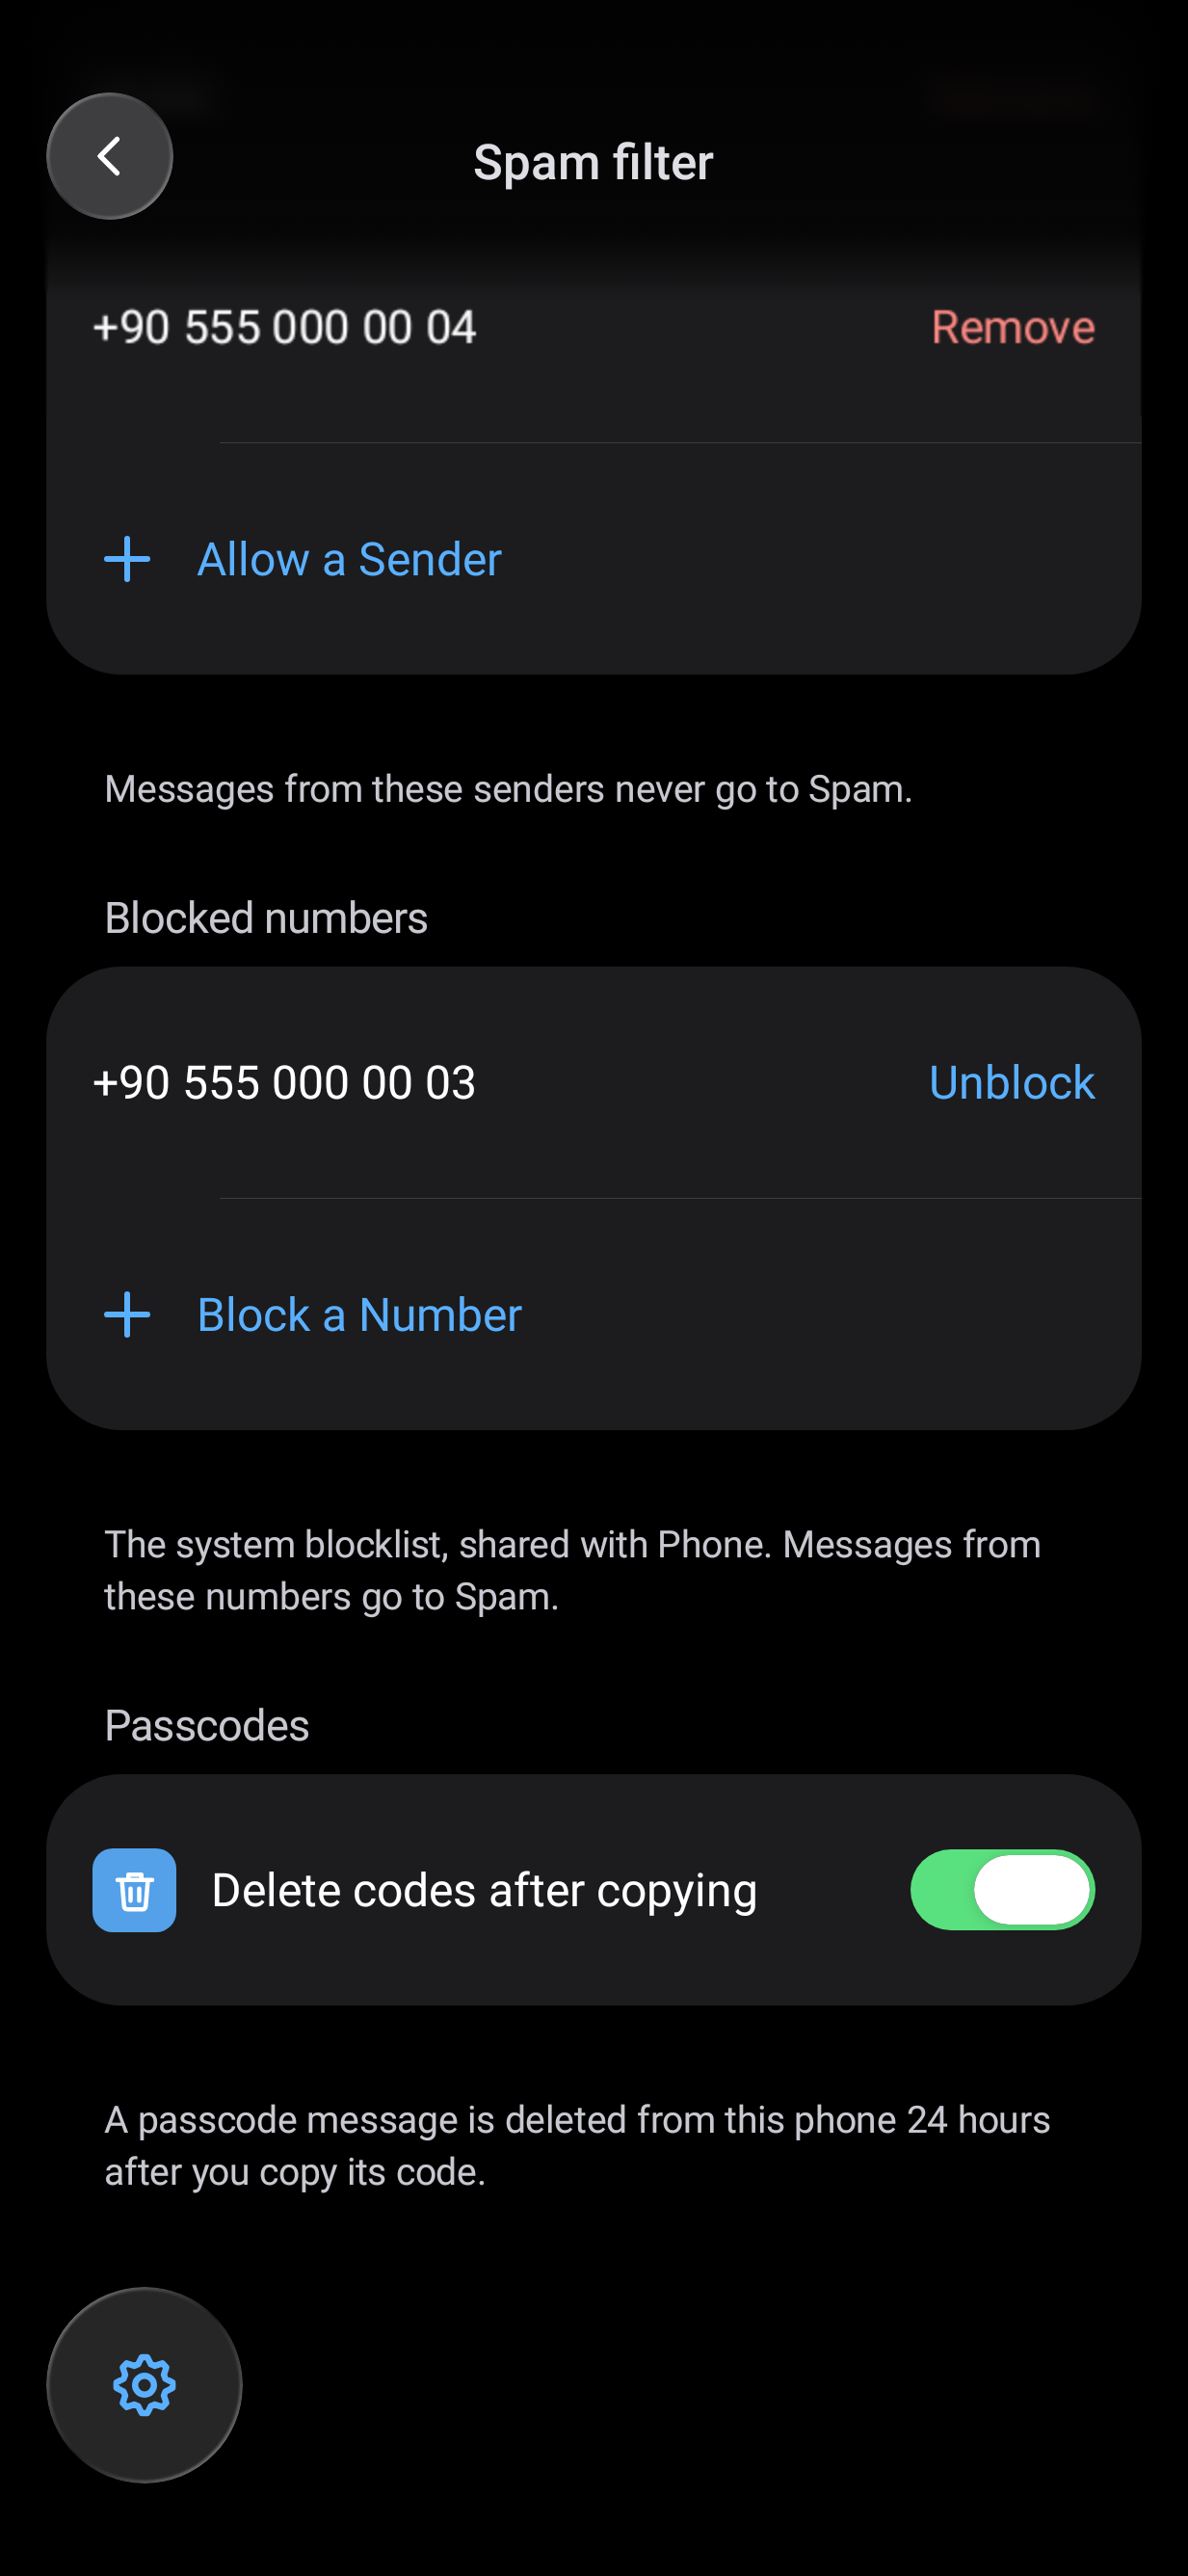 Spam filter
+90 555 000 00 04
Remove
Allow a Sender
Messages from these senders never go to Spam.
Blocked numbers
+90 555 000 00 03
Unblock
Block a Number
The system blocklist, shared with Phone. Messages from
these numbers go to Spam.
Passcodes
Delete codes after copying
A passcode message is deleted from this phone 24 hours
after you copy its code.